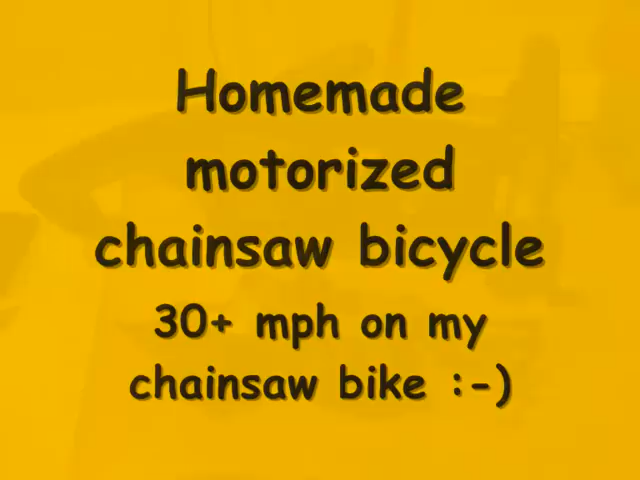 Homemade
motorized
chainsaw bicycle
30+ mph on my
chainsaw bike :-)